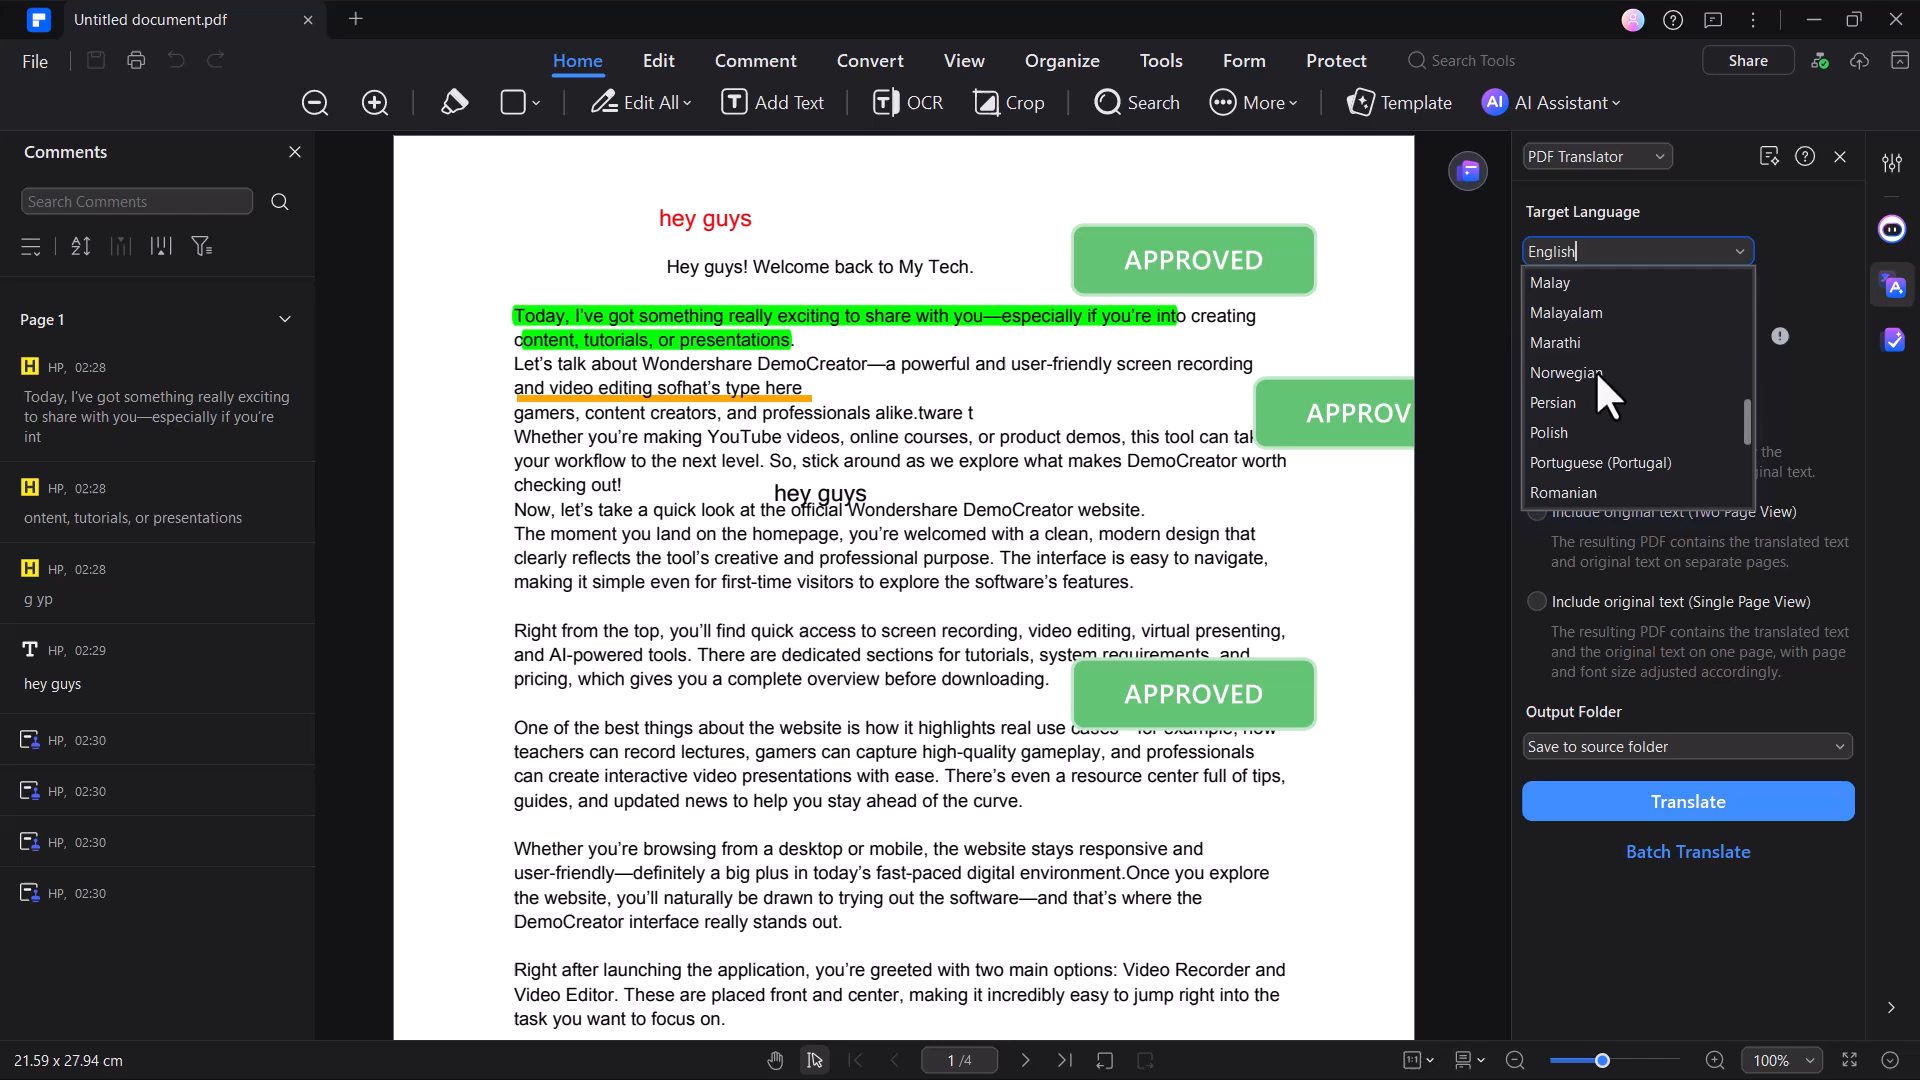 Untitled document.pdf
File
Home
Edit
Comment
Convert
View
Organize
Tools
Form
Protect
Search Tools
Share
Edit All
Add Text
OCR
Crop
Search
More
Template
AI AI Assistant
Comments
Search Comments
Page 1
HP, 02:28
Today, I've got something really exciting
to share with you—especially if you're
int
HP, 02:28
ontent, tutorials, or presentations
HP, 02:28
g yp
HP, 02:29
hey guys
HP, 02:30
HP, 02:30
HP, 02:30
HP, 02:30
hey guys
Hey guys! Welcome back to My Tech.
APPROVED
Today, I've got something really exciting to share with you—especially if you're into creating
content, tutorials, or presentations.
Let's talk about Wondershare DemoCreator—a powerful and user-friendly screen recording
and video editing sofhat's type here
gamers, content creators, and professionals alike.tware t
APPROV
Whether you're making YouTube videos, online courses, or product demos, this tool can tak
your workflow to the next level. So, stick around as we explore what makes DemoCreator worth
checking out!
hey guys
Now, let's take a quick look at the official Wondershare DemoCreator website.
The moment you land on the homepage, you're welcomed with a clean, modern design that
clearly reflects the tool's creative and professional purpose. The interface is easy to navigate,
making it simple even for first-time visitors to explore the software's features.
Right from the top, you'll find quick access to screen recording, video editing, virtual presenting,
and AI-powered tools. There are dedicated sections for tutorials, system requirements, and
pricing, which gives you a complete overview before downloading.
APPROVED
One of the best things about the website is how it highlights real use cases—for example, how
teachers can record lectures, gamers can capture high-quality gameplay, and professionals
can create interactive video presentations with ease. There's even a resource center full of tips,
guides, and updated news to help you stay ahead of the curve.
Whether you're browsing from a desktop or mobile, the website stays responsive and
user-friendly—definitely a big plus in today's fast-paced digital environment.Once you explore
the website, you'll naturally be drawn to trying out the software—and that's where the
DemoCreator interface really stands out.
Right after launching the application, you're greeted with two main options: Video Recorder and
Video Editor. These are placed front and center, making it incredibly easy to jump right into the
task you want to focus on.
PDF Translator
Target Language
English
Malay
Malayalam
Marathi
Norwegian
Persian
Polish
Portuguese (Portugal)
Romanian
the
inal text.
Include original text (Two Page View)
The resulting PDF contains the translated text
and original text on separate pages.
Include original text (Single Page View)
The resulting PDF contains the translated text
and the original text on one page, with page
and font size adjusted accordingly.
Output Folder
Save to source folder
Translate
Batch Translate
21.59 x 27.94 cm
1 /4
100%